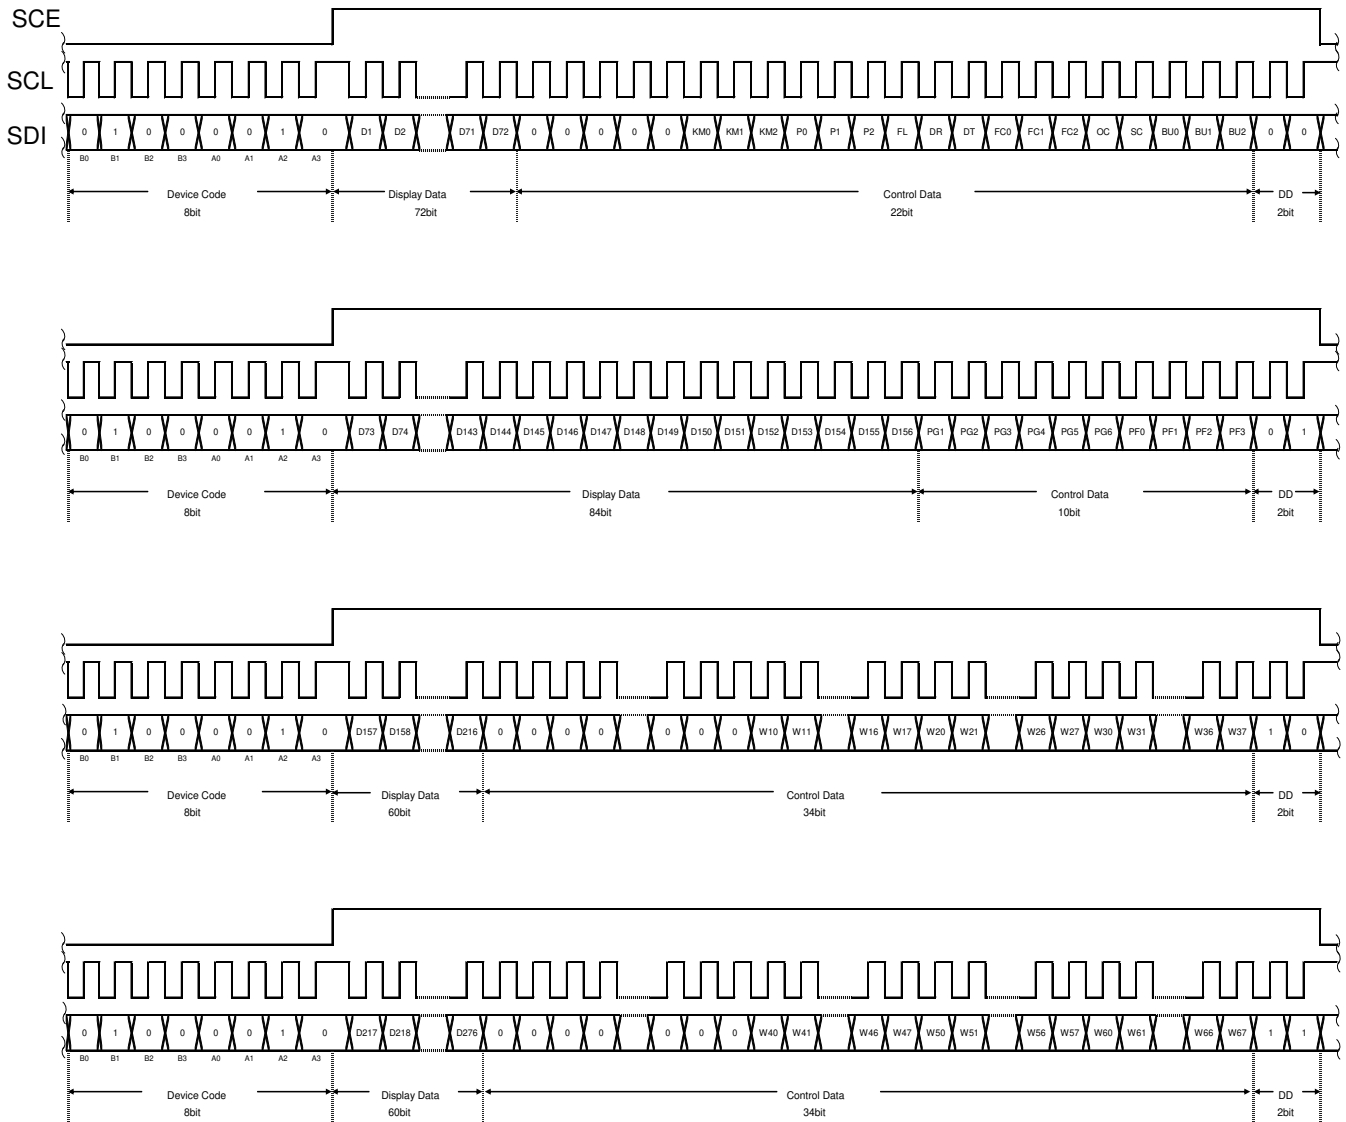 SCE
SCL
SDI
0 1 0 0 0 0 1 0 D1 D2 D71 D72 0 0 0 0 0 KM0 KM1 KM2 P0 P1 P2 FL DR DT FC0 FC1 FC2 OC SC BU0 BU1 BU2 0 0
B0 B1 B2 B3 A0 A1 A2 A3
Device Code Display Data Control Data DD
8bit 72bit 22bit 2bit
0 1 0 0 0 0 1 0 D73 D74 D143 D144 D145 D146 D147 D148 D149 D150 D151 D152 D153 D154 D155 D156 PG1 PG2 PG3 PG4 PG5 PG6 PF0 PF1 PF2 PF3 0 1
B0 B1 B2 B3 A0 A1 A2 A3
Device Code Display Data Control Data DD
8bit 84bit 10bit 2bit
0 1 0 0 0 0 1 0 D157 D158 D216 0 0 0 0 0 0 0 W10 W11 W16 W17 W20 W21 W26 W27 W30 W31 W36 W37 1 0
B0 B1 B2 B3 A0 A1 A2 A3
Device Code Display Data Control Data DD
8bit 60bit 34bit 2bit
0 1 0 0 0 0 1 0 D217 D218 D276 0 0 0 0 0 0 0 W40 W41 W46 W47 W50 W51 W56 W57 W60 W61 W66 W67 1 1
B0 B1 B2 B3 A0 A1 A2 A3
Device Code Display Data Control Data DD
8bit 60bit 34bit 2bit